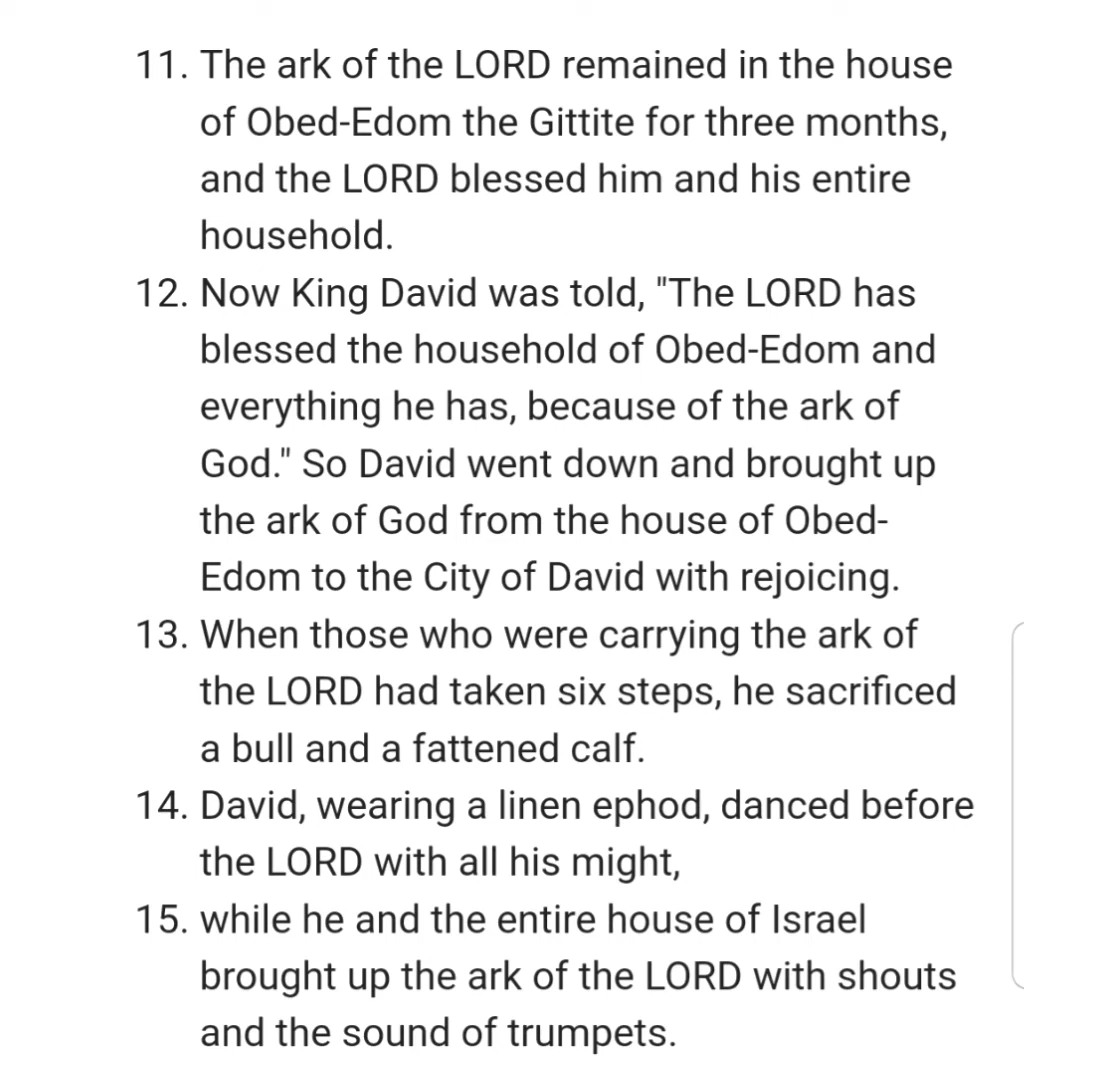 11. The ark of the LORD remained in the house
of Obed-Edom the Gittite for three months,
and the LORD blessed him and his entire
household.
12. Now King David was told, "The LORD has
blessed the household of Obed-Edom and
everything he has, because of the ark of
God." So David went down and brought up
the ark of God from the house of Obed-
Edom to the City of David with rejoicing.
13. When those who were carrying the ark of
the LORD had taken six steps, he sacrificed
a bull and a fattened calf.
14. David, wearing a linen ephod, danced before
the LORD with all his might,
15. while he and the entire house of Israel
brought up the ark of the LORD with shouts
and the sound of trumpets.